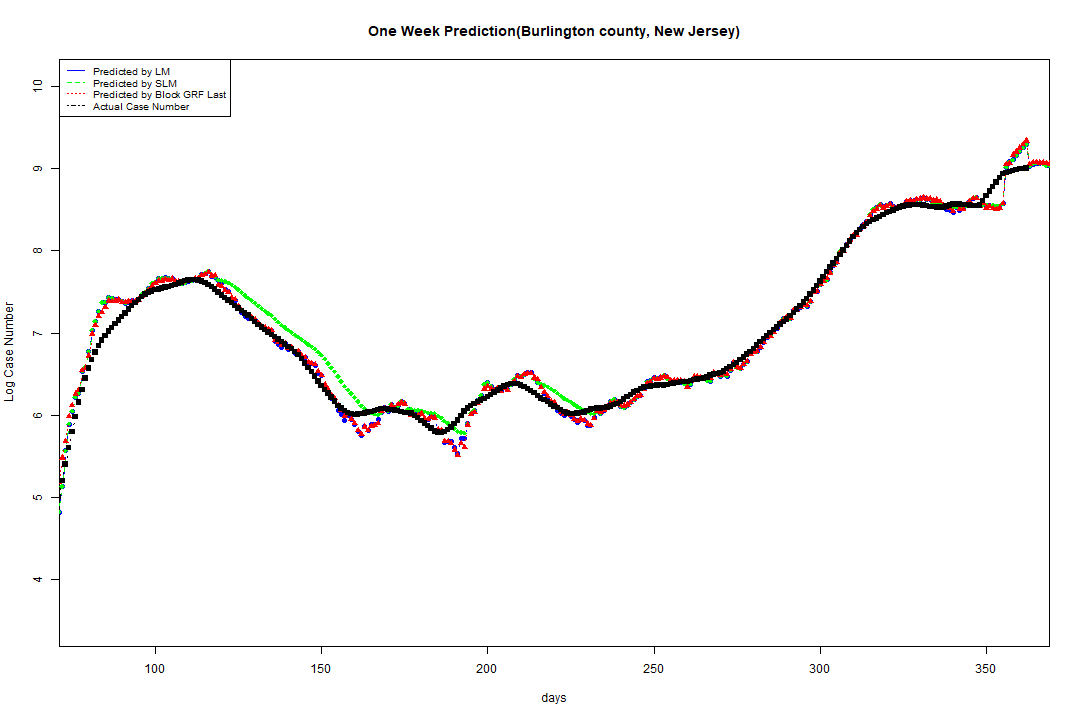 One Week Prediction(Burlington county, New Jersey)
Predicted by LM
Predicted by SLM
Predicted by Block GRF Last
Actual Case Number
10
9
8
7
6
5
4
Log Case Number
100 150 200 250 300 350
days